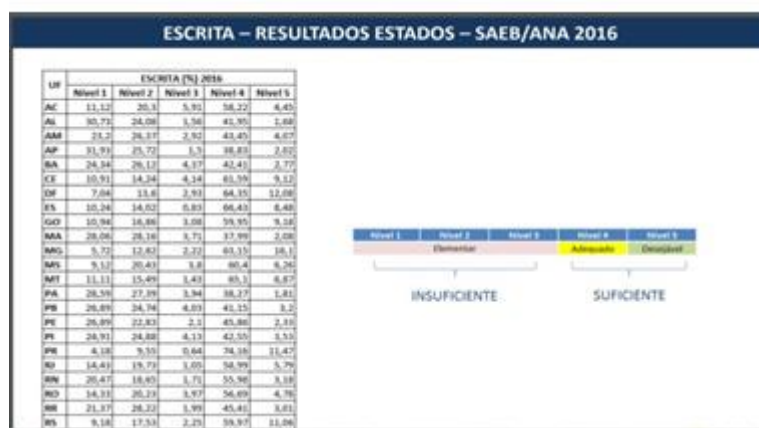 ESCRITA – RESULTADOS ESTADOS – SAEB/ANA 2016
UF ESCRITA (%) 2016
Nível 1 Nível 2 Nível 3 Nível 4 Nível 5
AC 11,12 20,3 5,91 58,22 4,45
AL 30,73 24,08 1,56 41,95 1,68
AM 23,2 26,37 2,92 43,45 4,07
AP 31,93 25,72 1,5 38,83 2,02
BA 24,34 26,12 4,37 42,41 2,77
CE 10,91 14,24 4,14 61,59 9,12
DF 7,04 13,6 2,93 64,35 12,08
ES 10,24 14,02 0,83 66,43 8,48
GO 10,94 16,86 3,08 59,95 9,18
MA 28,06 28,16 3,71 37,99 2,08
MG 5,72 12,82 2,22 63,15 16,1
MS 9,12 20,43 3,8 60,4 6,26
MT 11,11 15,49 1,43 65,1 6,87
PA 28,59 27,39 3,94 38,27 1,81
PB 26,89 24,74 4,03 41,15 3,2
PE 26,89 22,83 2,1 45,86 2,33
PI 24,91 24,88 4,13 42,55 3,53
PR 4,18 9,55 0,64 74,16 11,47
RJ 14,43 19,73 1,05 58,99 5,79
RN 20,47 18,65 1,71 55,98 3,18
RO 14,33 20,23 3,97 56,69 4,78
RR 21,37 28,22 1,99 45,41 3,01
RS 9,18 17,53 2,25 59,97 11,06
Nível 1 Nível 2 Nível 3 Nível 4 Nível 5
Elementar Adequado Desejável
INSUFICIENTE SUFICIENTE